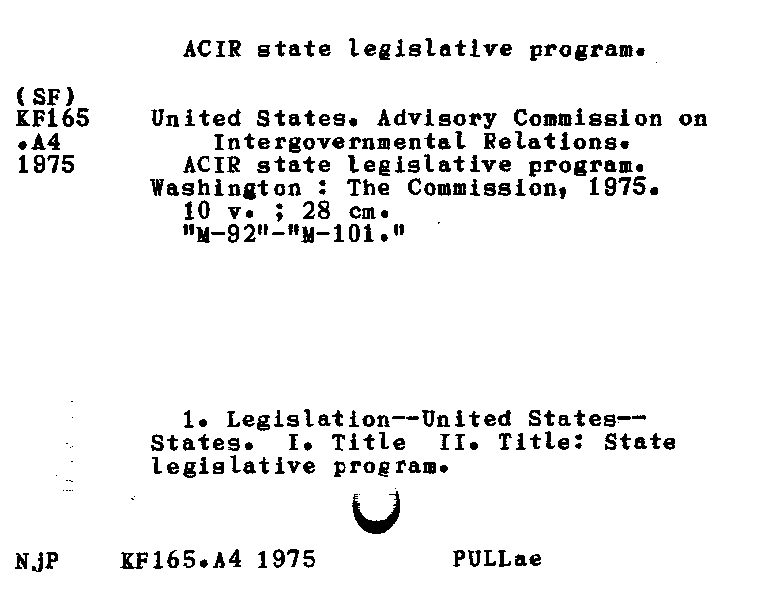 ACIR state legislative program.
(SF)
KF165 United States. Advisory Commission on
.A4 Intergovernmental Relations.
1975 ACIR state legislative program.
Washington : The Commission, 1975.
10 v. ; 28 cm.
"M-92"-"M-101."
1. Legislation--United States--
States. I. Title II. Title: State
legislative program.
NjP KF165.A4 1975 PULLae